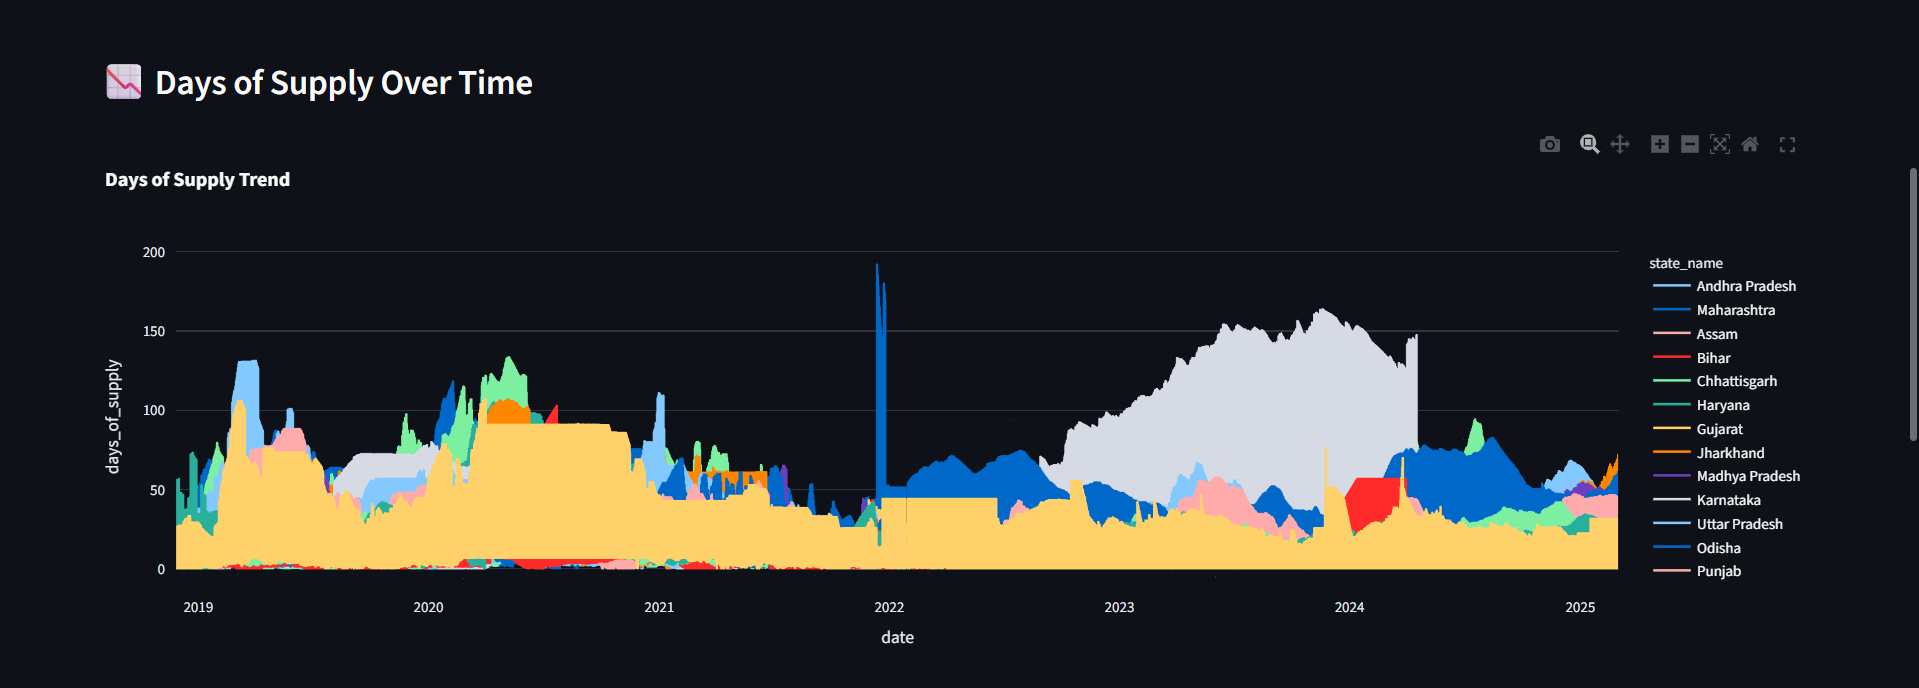 Days of Supply Over Time
Days of Supply Trend
200
150
100
50
0
days_of_supply
2019
2020
2021
2022
2023
2024
2025
date
state_name
Andhra Pradesh
Maharashtra
Assam
Bihar
Chhattisgarh
Haryana
Gujarat
Jharkhand
Madhya Pradesh
Karnataka
Uttar Pradesh
Odisha
Punjab